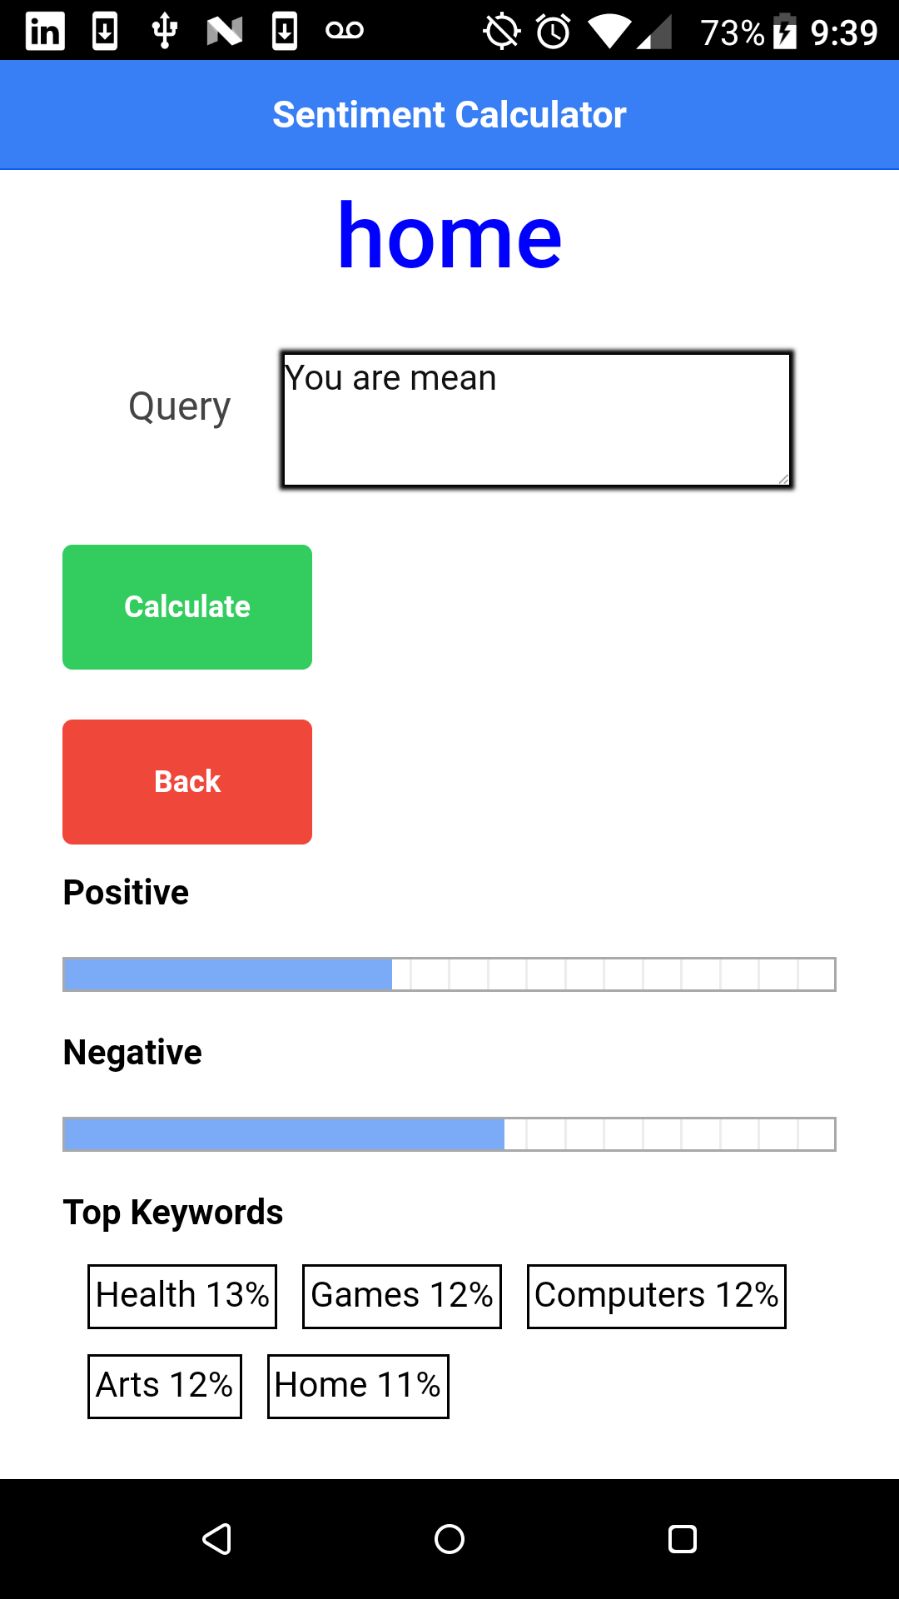 73% 9:39
Sentiment Calculator
home
Query
You are mean
Calculate
Back
Positive
Negative
Top Keywords
Health 13% Games 12% Computers 12%
Arts 12% Home 11%